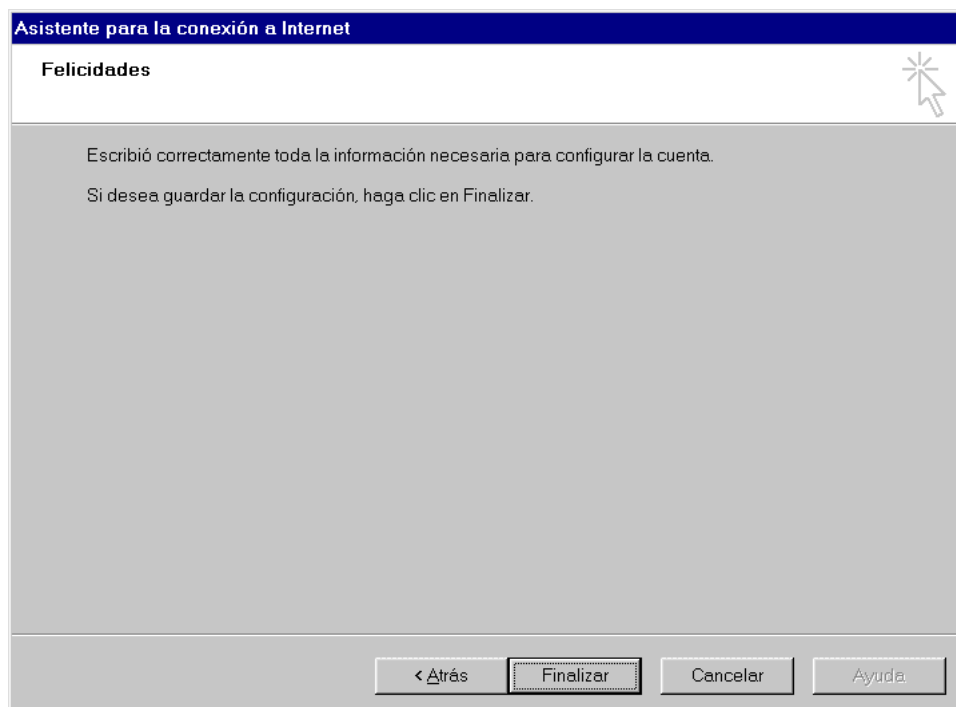 Asistente para la conexión a Internet
Felicidades
Escribió correctamente toda la información necesaria para configurar la cuenta.
Si desea guardar la configuración, haga clic en Finalizar.
< Atrás Finalizar Cancelar Ayuda